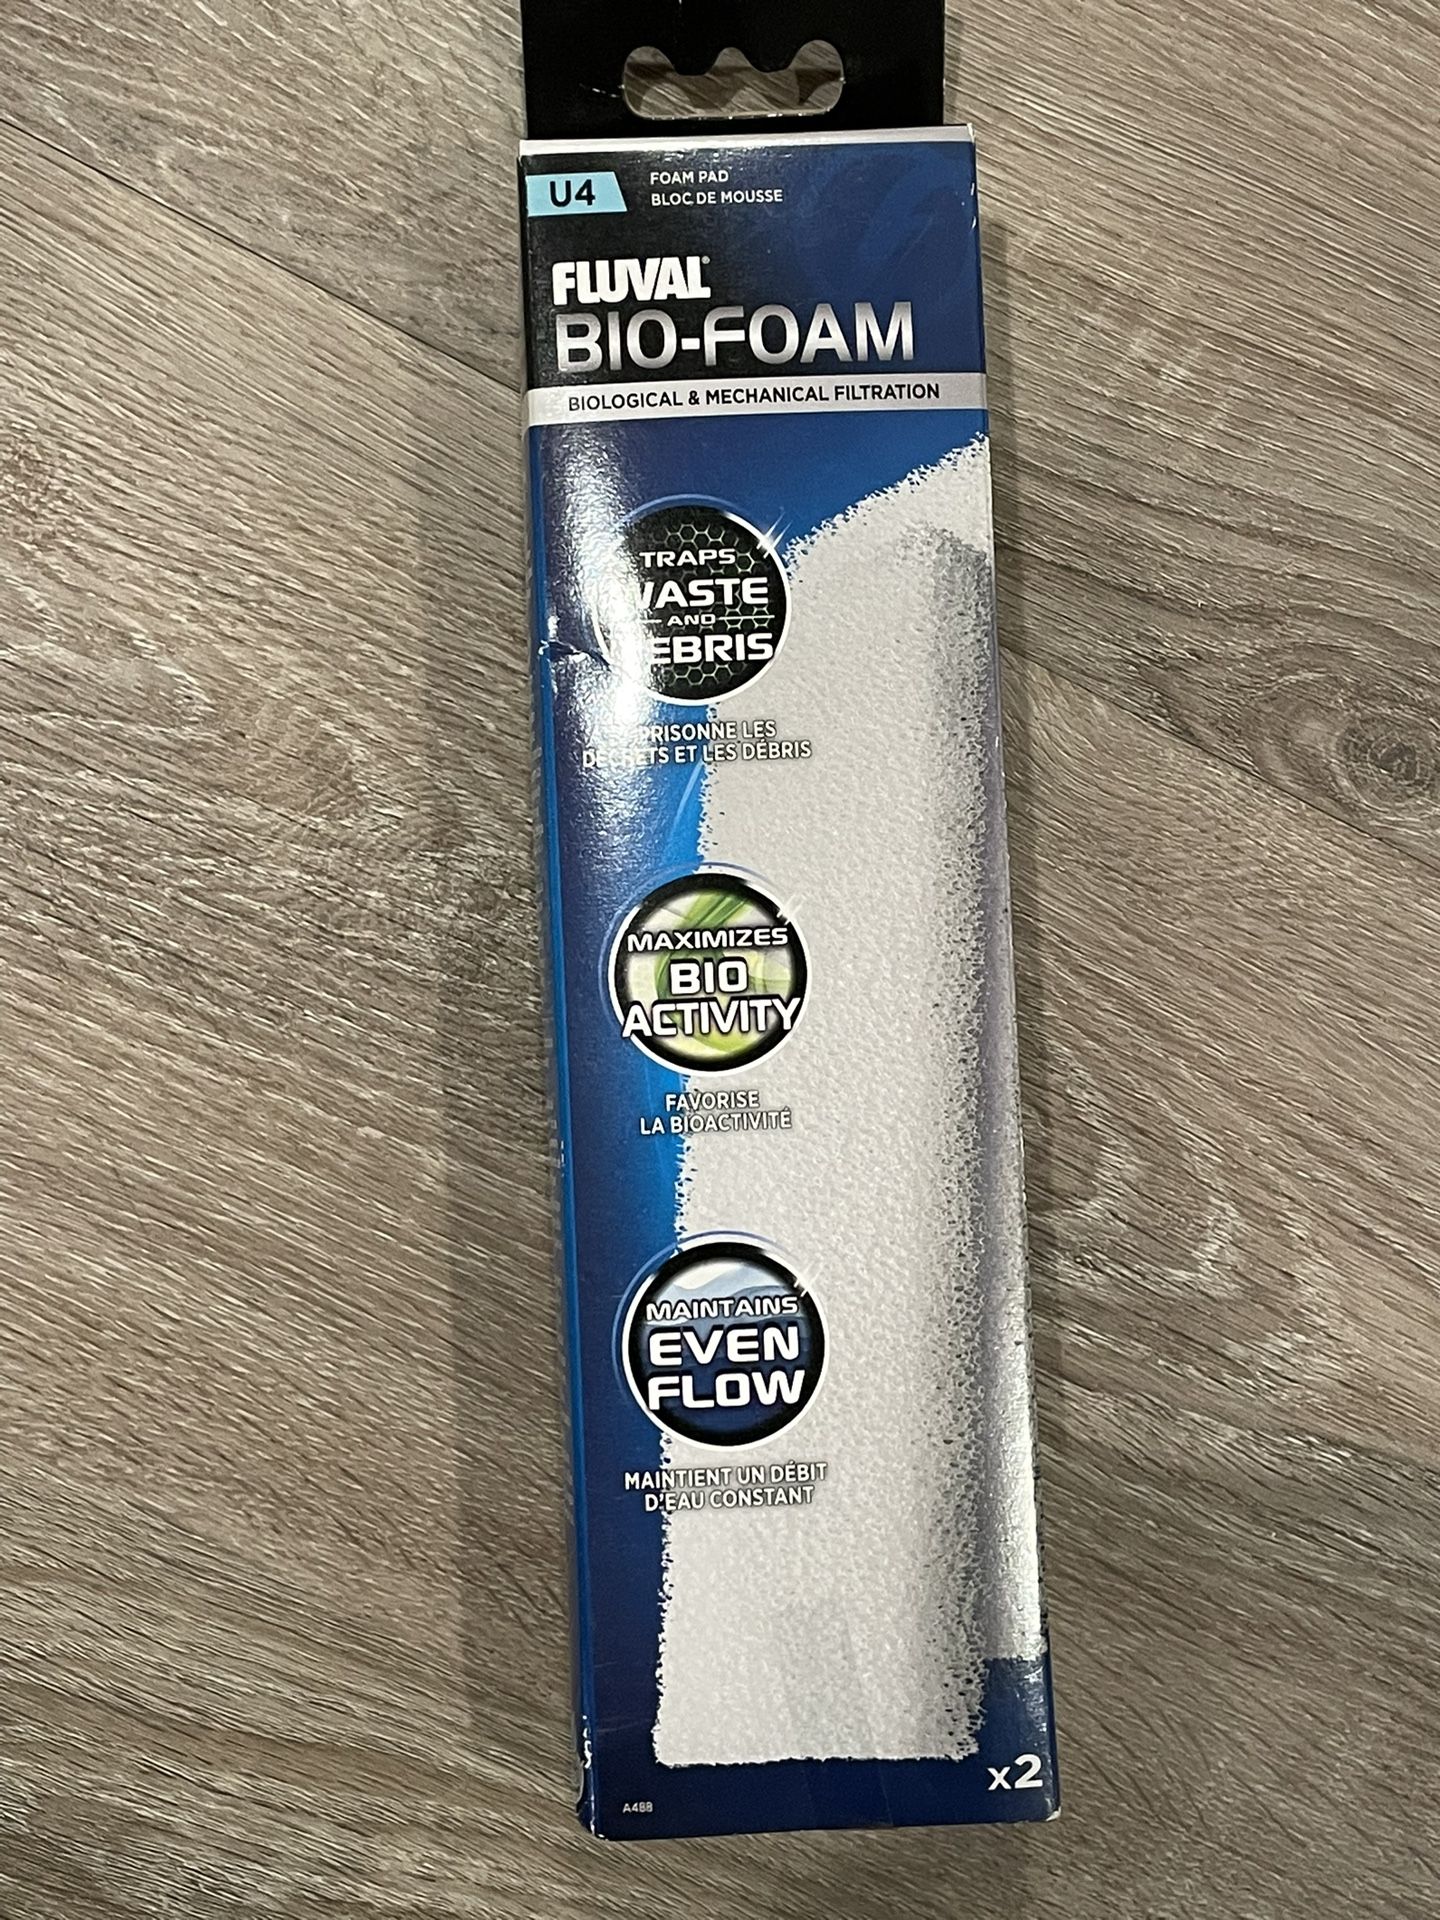 U4
FOAM PAD
BLOC DE MOUSSE
FLUVAL
BIO-FOAM
BIOLOGICAL & MECHANICAL FILTRATION
TRAPS
WASTE
AND
DEBRIS
LES
DÉCHETS ET LES DÉBRIS
MAXIMIZES
BIO
ACTIVITY
FAVORISE
LA BIOACTIVITÉ
MAINTAINS
EVEN
FLOW
MAINTIENT UN DÉBIT
D'EAU CONSTANT
x2
A488